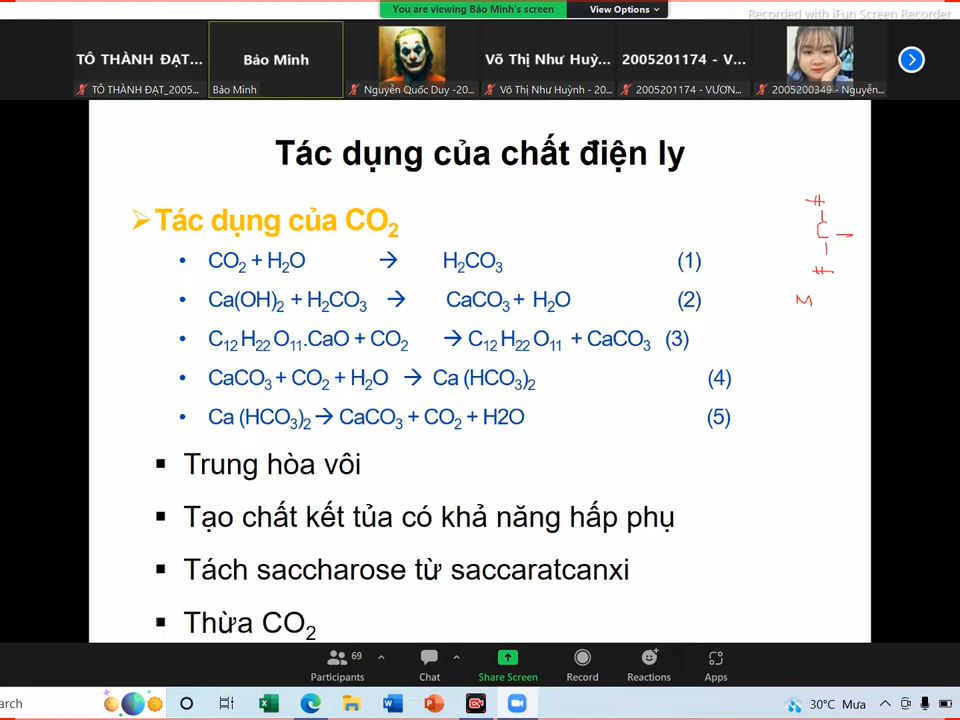 You are viewing Bảo Minh's screen View Options
Recorded with iFun Screen Recorder
TÔ THÀNH ĐẠT... Bảo Minh Võ Thị Như Huỳ... 2005201174 - V...
TÔ THÀNH ĐẠT_2005... Bảo Minh Nguyễn Quốc Duy -20... Võ Thị Như Huỳnh - 20... 2005201174 - VƯƠN... 2005200349 - Nguyễn...
Tác dụng của chất điện ly
Tác dụng của CO₂
• CO₂ + H₂O → H₂CO₃ (1)
• Ca(OH)₂ + H₂CO₃ → CaCO₃ + H₂O (2)
• C₁₂H₂₂O₁₁.CaO + CO₂ → C₁₂H₂₂O₁₁ + CaCO₃ (3)
• CaCO₃ + CO₂ + H₂O → Ca (HCO₃)₂ (4)
• Ca (HCO₃)₂ → CaCO₃ + CO₂ + H2O (5)
▪ Trung hòa vôi
▪ Tạo chất kết tủa có khả năng hấp phụ
▪ Tách saccharose từ saccaratcanxi
▪ Thừa CO₂
69
Participants Chat Share Screen Record Reactions Apps
arch 30°C Mưa